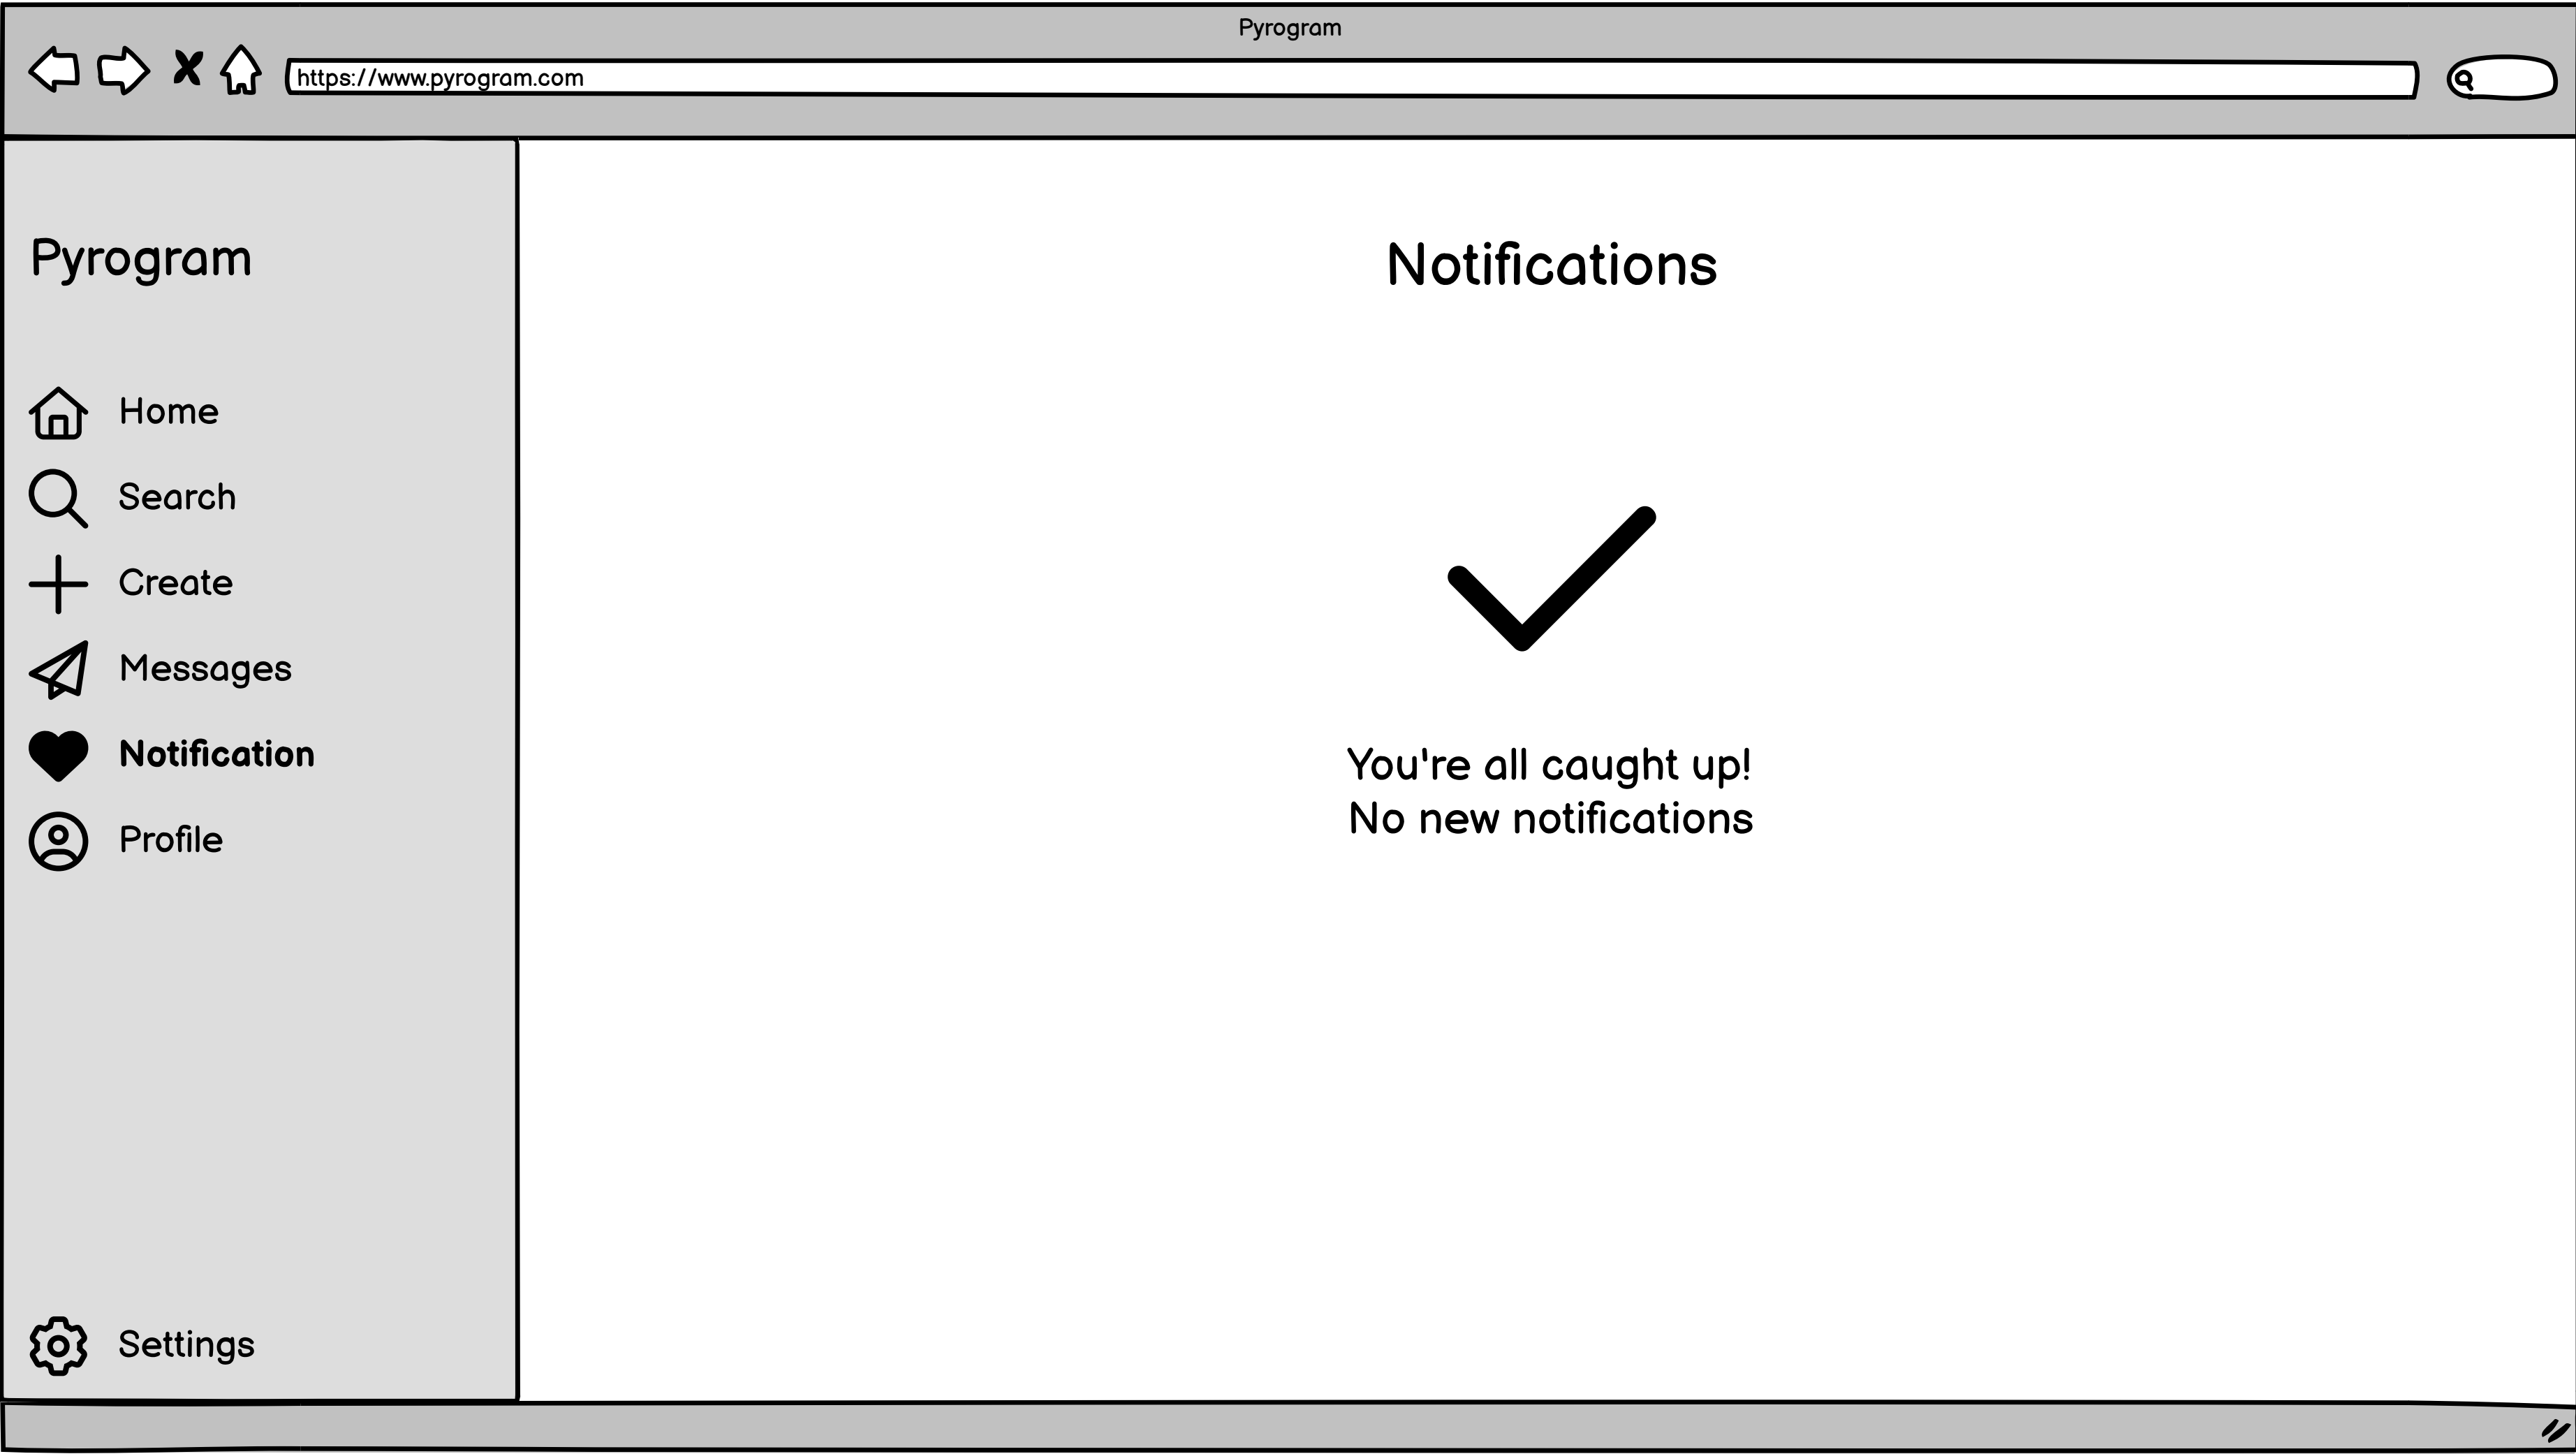 Pyrogram
https://www.pyrogram.com
Pyrogram
Home
Search
Create
Messages
Notification
Profile
Settings
Notifications
You're all caught up!
No new notifications